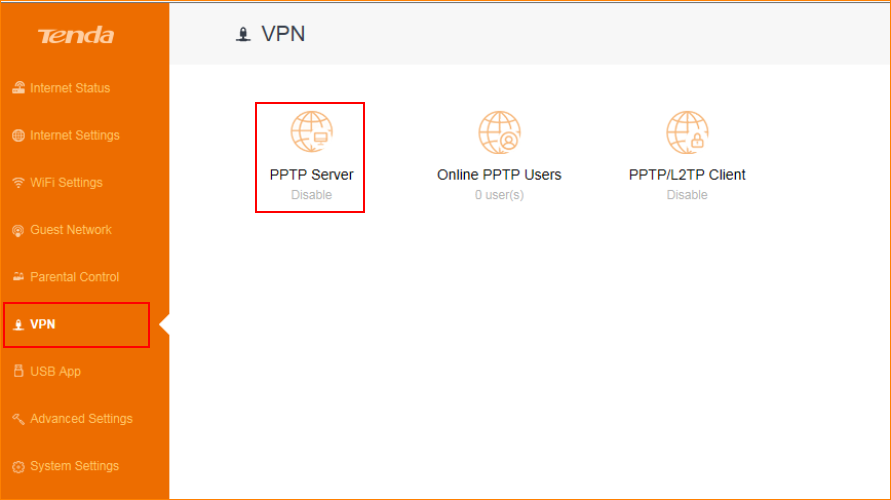 Tenda
VPN
Internet Status
Internet Settings
WiFi Settings
Guest Network
Parental Control
VPN
USB App
Advanced Settings
System Settings
PPTP Server
Disable
Online PPTP Users
0 user(s)
PPTP/L2TP Client
Disable